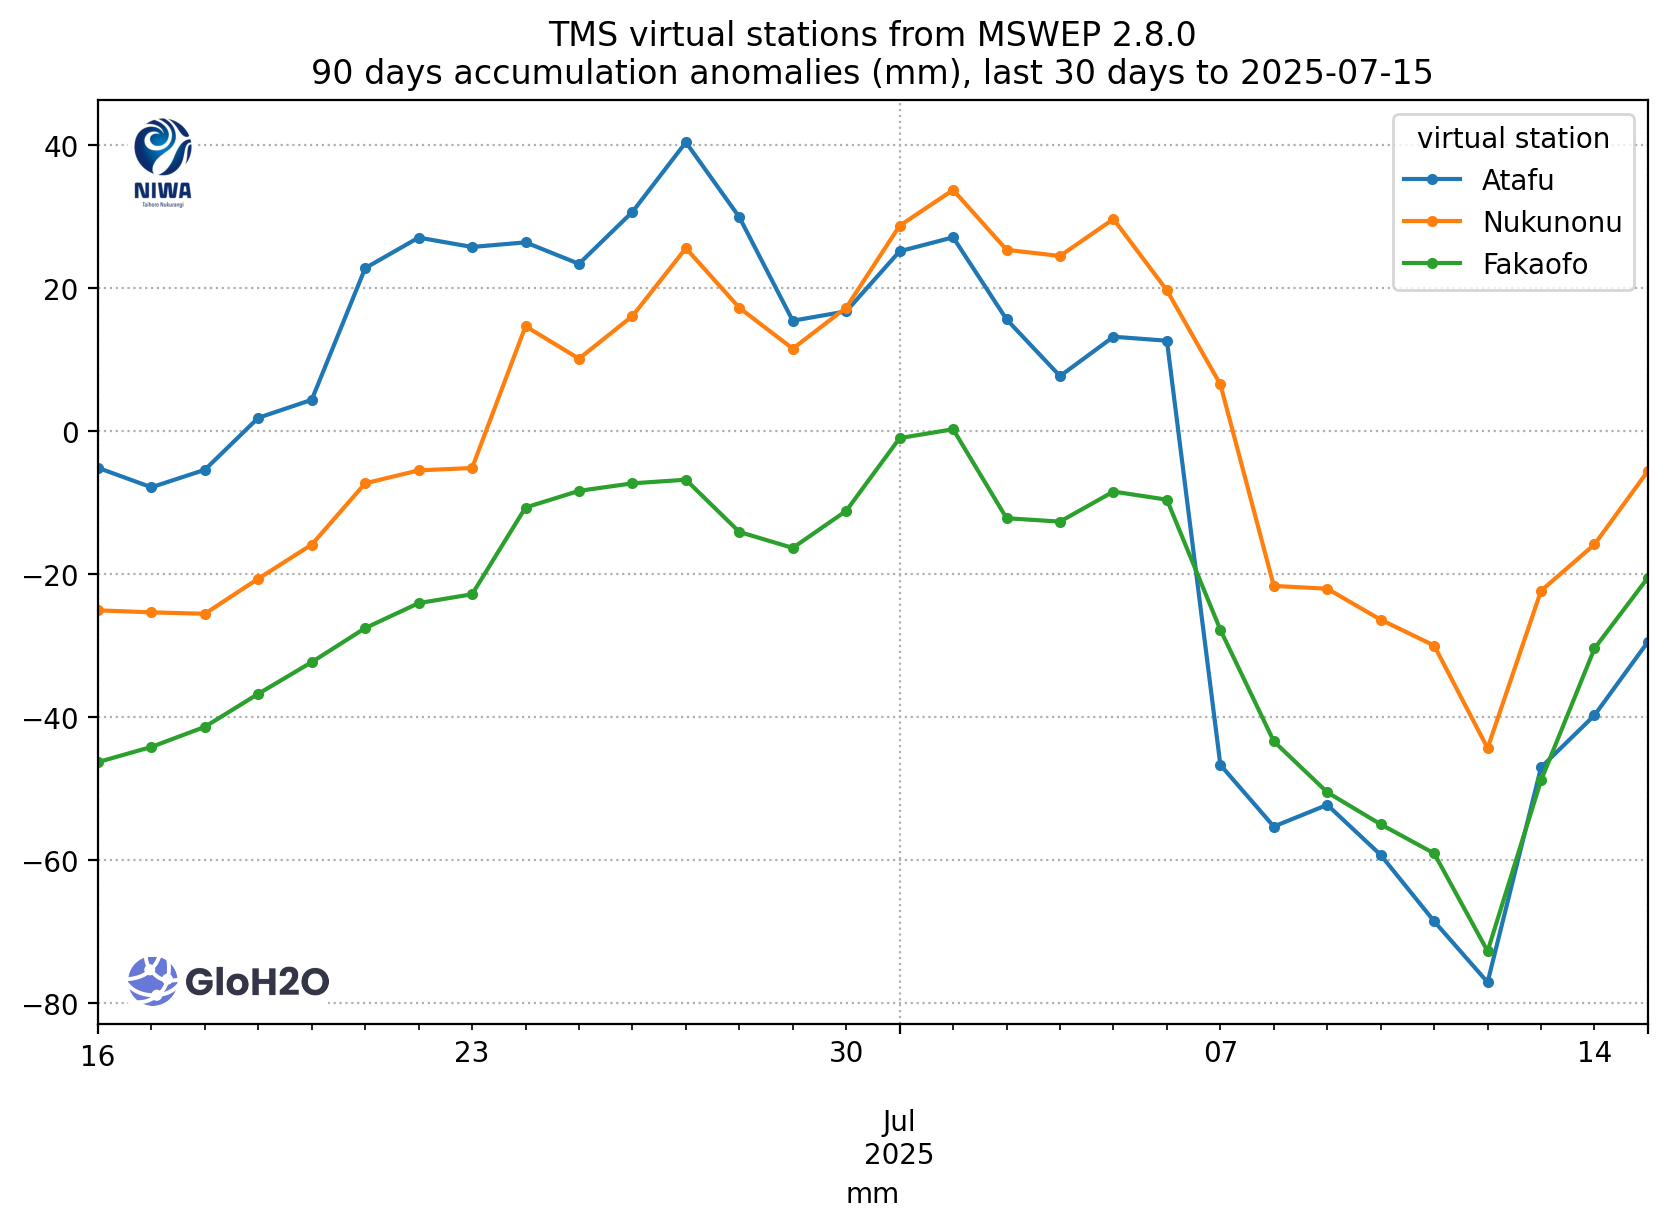 TMS virtual stations from MSWEP 2.8.0
90 days accumulation anomalies (mm), last 30 days to 2025-07-15
NIWA
Taihoro Nukurangi
virtual station
Atafu
Nukunonu
Fakaofo
40
20
0
−20
−40
−60
−80
GloH2O
16
23
30
07
14
Jul
2025
mm